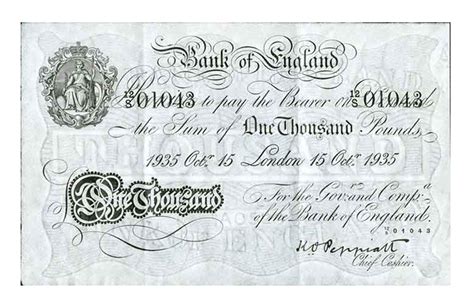 Bank of England
12/S 01043 to pay the Bearer on Demand 12/S 01043
the Sum of One Thousand Pounds
1935 Octr. 15 London 15 Octr. 1935
For the Govr. and Compa.
One Thousand
of the Bank of England.
12/S 01043
K.O. Peppiatt
Chief Cashier.